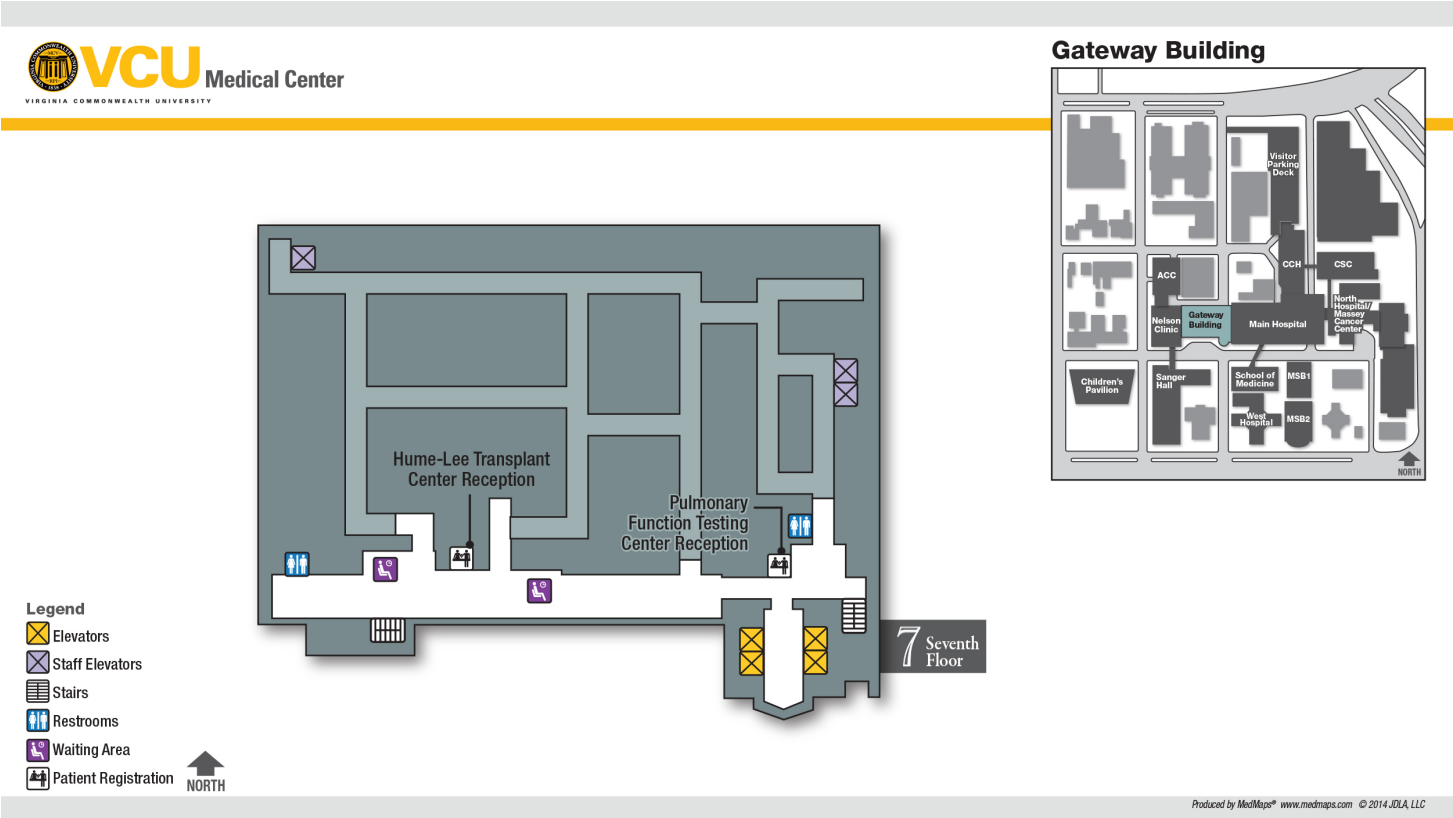 VCU Medical Center
VIRGINIA COMMONWEALTH UNIVERSITY
Gateway Building
Visitor
Parking
Deck
CCH
CSC
ACC
Nelson
Clinic
Gateway
Building
Main Hospital
North
Hospital/
Massey
Cancer
Center
Children's
Pavilion
Sanger
Hall
School of
Medicine
MSB1
West
Hospital
MSB2
NORTH
Hume-Lee Transplant
Center Reception
Pulmonary
Function Testing
Center Reception
7 Seventh
Floor
Legend
Elevators
Staff Elevators
Stairs
Restrooms
Waiting Area
Patient Registration
NORTH
Produced by MedMaps® www.medmaps.com © 2014 JDLA, LLC